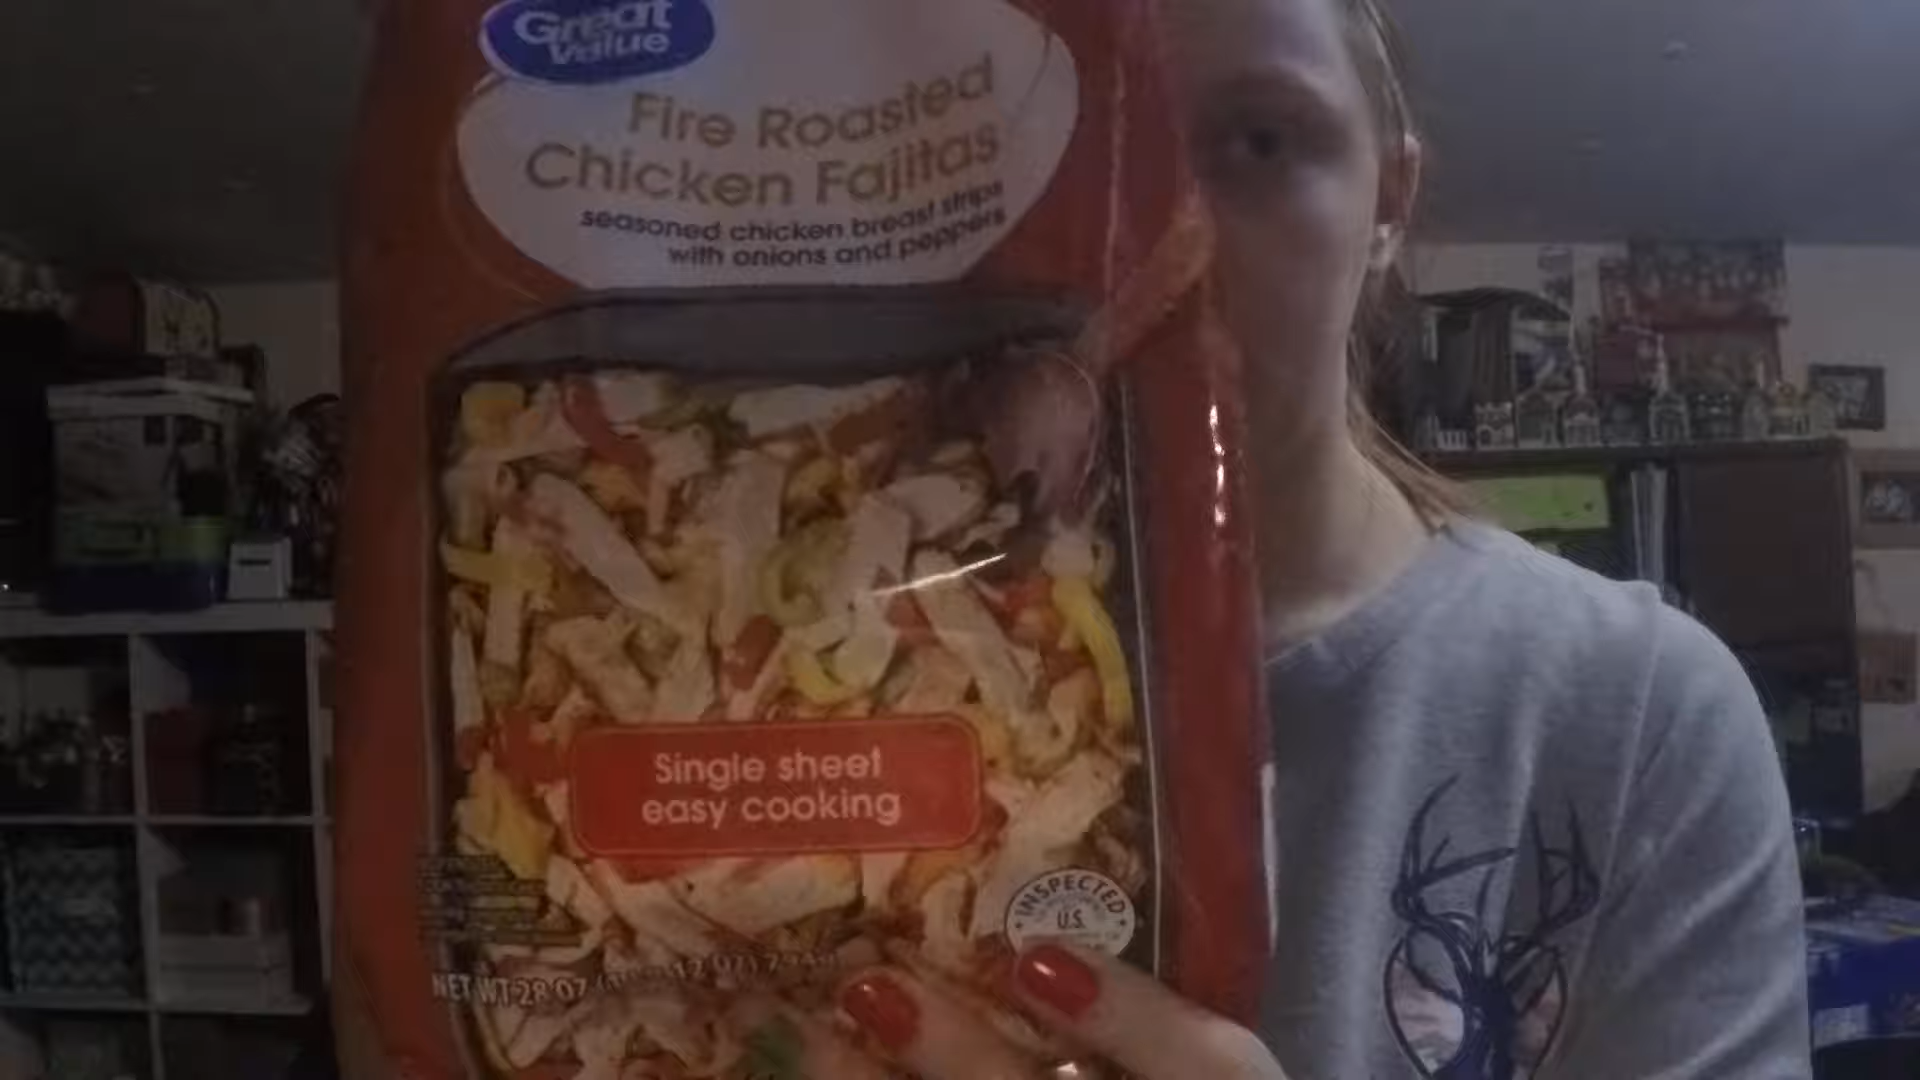 Great
Value
Fire Roasted
Chicken Fajitas
seasoned chicken breast strips
with onions and peppers
Single sheet
easy cooking
INSPECTED
U.S.
NET WT 28 OZ